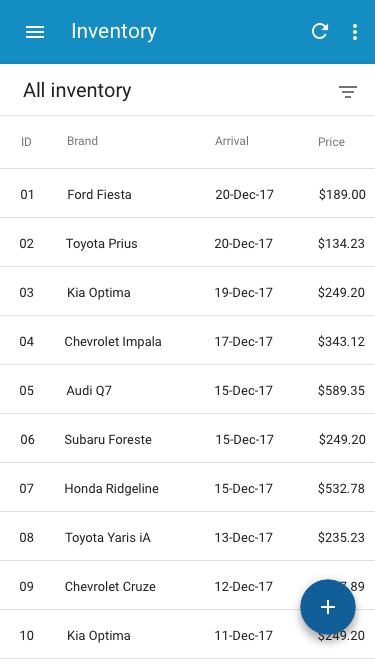 Inventory
All inventory
ID Brand Arrival Price
01 Ford Fiesta 20-Dec-17 $189.00
02 Toyota Prius 20-Dec-17 $134.23
03 Kia Optima 19-Dec-17 $249.20
04 Chevrolet Impala 17-Dec-17 $343.12
05 Audi Q7 15-Dec-17 $589.35
06 Subaru Foreste 15-Dec-17 $249.20
07 Honda Ridgeline 15-Dec-17 $532.78
08 Toyota Yaris iA 13-Dec-17 $235.23
09 Chevrolet Cruze 12-Dec-17
10 Kia Optima 11-Dec-17 $249.20